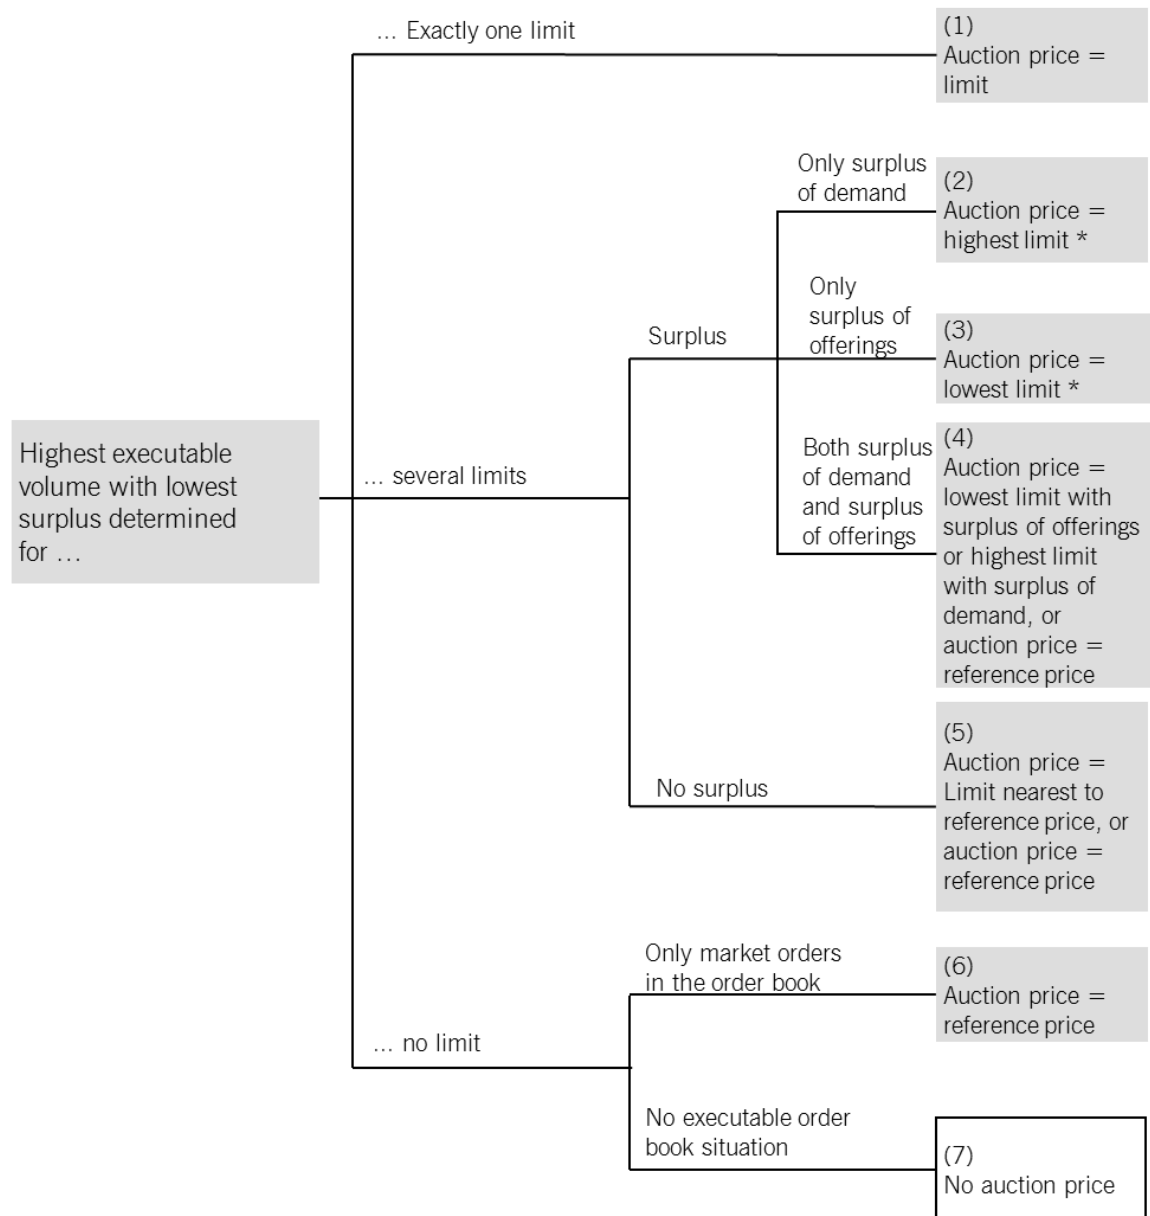 ... Exactly one limit
(1)
Auction price =
limit
Only surplus
of demand
(2)
Auction price =
highest limit *
Only
surplus of
offerings
Surplus
(3)
Auction price =
lowest limit *
Highest executable
volume with lowest
surplus determined
for ...
... several limits
Both surplus
of demand
and surplus
of offerings
(4)
Auction price =
lowest limit with
surplus of offerings
or highest limit
with surplus of
demand, or
auction price =
reference price
No surplus
(5)
Auction price =
Limit nearest to
reference price, or
auction price =
reference price
... no limit
Only market orders
in the order book
(6)
Auction price =
reference price
No executable order
book situation
(7)
No auction price